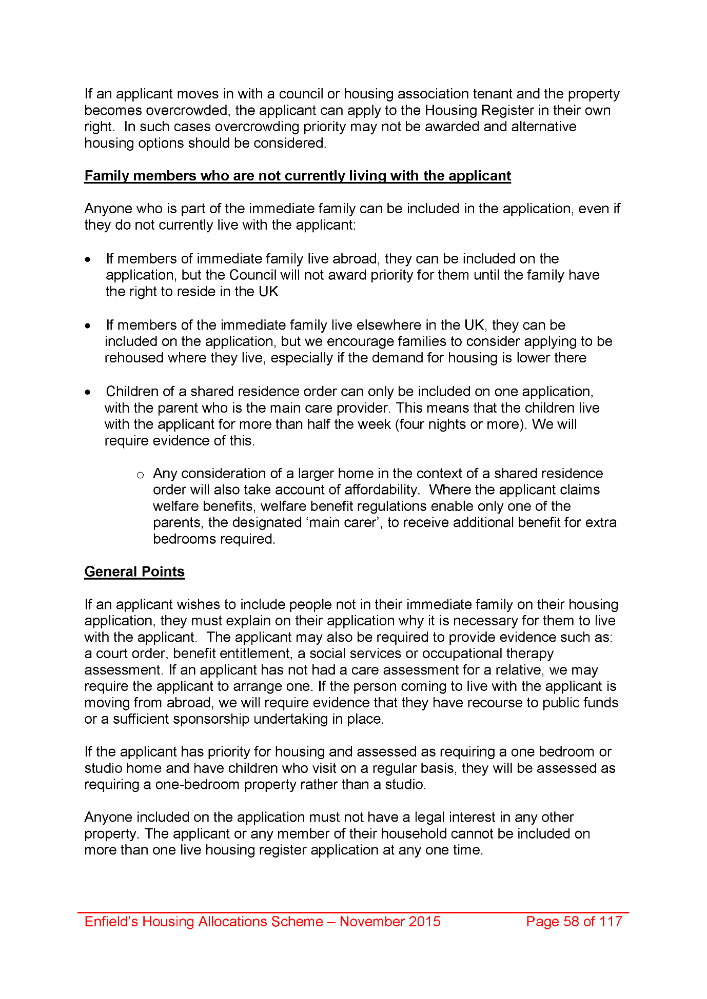 If an applicant moves in with a council or housing association tenant and the property
becomes overcrowded, the applicant can apply to the Housing Register in their own
right.  In such cases overcrowding priority may not be awarded and alternative
housing options should be considered.
Family members who are not currently living with the applicant
Anyone who is part of the immediate family can be included in the application, even if
they do not currently live with the applicant:
• If members of immediate family live abroad, they can be included on the
application, but the Council will not award priority for them until the family have
the right to reside in the UK
• If members of the immediate family live elsewhere in the UK, they can be
included on the application, but we encourage families to consider applying to be
rehoused where they live, especially if the demand for housing is lower there
• Children of a shared residence order can only be included on one application,
with the parent who is the main care provider. This means that the children live
with the applicant for more than half the week (four nights or more). We will
require evidence of this.
o Any consideration of a larger home in the context of a shared residence
order will also take account of affordability.  Where the applicant claims
welfare benefits, welfare benefit regulations enable only one of the
parents, the designated ‘main carer’, to receive additional benefit for extra
bedrooms required.
General Points
If an applicant wishes to include people not in their immediate family on their housing
application, they must explain on their application why it is necessary for them to live
with the applicant.  The applicant may also be required to provide evidence such as:
a court order, benefit entitlement, a social services or occupational therapy
assessment. If an applicant has not had a care assessment for a relative, we may
require the applicant to arrange one. If the person coming to live with the applicant is
moving from abroad, we will require evidence that they have recourse to public funds
or a sufficient sponsorship undertaking in place.
If the applicant has priority for housing and assessed as requiring a one bedroom or
studio home and have children who visit on a regular basis, they will be assessed as
requiring a one-bedroom property rather than a studio.
Anyone included on the application must not have a legal interest in any other
property. The applicant or any member of their household cannot be included on
more than one live housing register application at any one time.
Enfield’s Housing Allocations Scheme – November 2015 Page 58 of 117